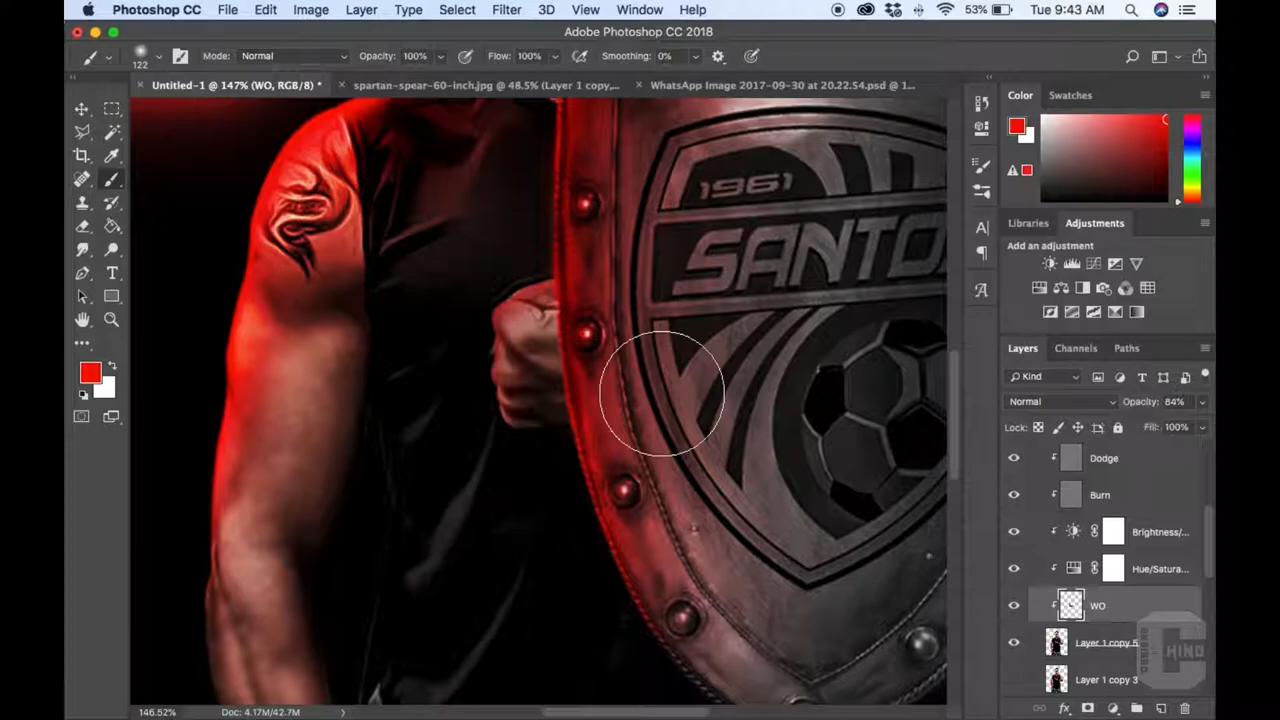 Photoshop CC File Edit Image Layer Type Select Filter 3D View Window Help 53% Tue 9:43 AM
Adobe Photoshop CC 2018
122 Mode: Normal Opacity: 100% Flow: 100% Smoothing: 0%
Untitled-1 @ 147% (WO, RGB/8) * spartan-spear-60-inch.jpg @ 48.5% (Layer 1 copy,... WhatsApp Image 2017-09-30 at 20.22.54.psd @ 1...
Color Swatches
1961
SANTO
Libraries Adjustments
Add an adjustment
Layers Channels Paths
Kind
Normal Opacity: 84%
Lock: Fill: 100%
Dodge
Burn
Brightness/...
Hue/Satura...
WO
Layer 1 copy 5
CHINO
Layer 1 copy 3
146.52% Doc: 4.17M/42.7M